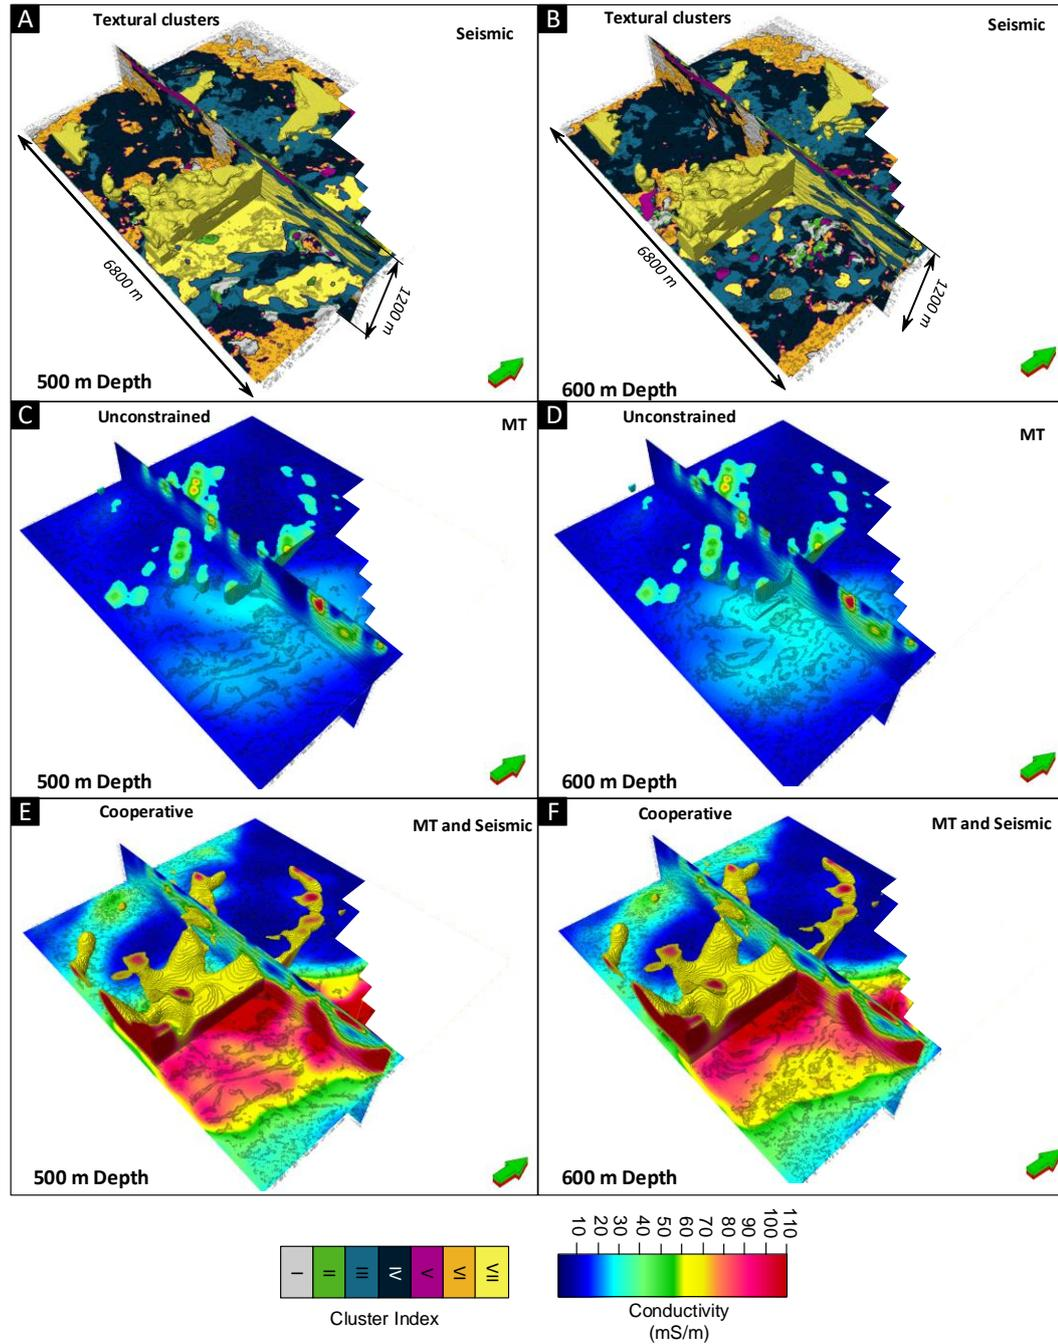 A
Textural clusters
Seismic
6800 m
1200 m
500 m Depth
B
Textural clusters
Seismic
6800 m
1200 m
600 m Depth
C
Unconstrained
MT
500 m Depth
D
Unconstrained
MT
600 m Depth
E
Cooperative
MT and Seismic
500 m Depth
F
Cooperative
MT and Seismic
600 m Depth
I II III IV V VI VII
Cluster Index
10 20 30 40 50 60 70 80 90 100 110
Conductivity
(mS/m)